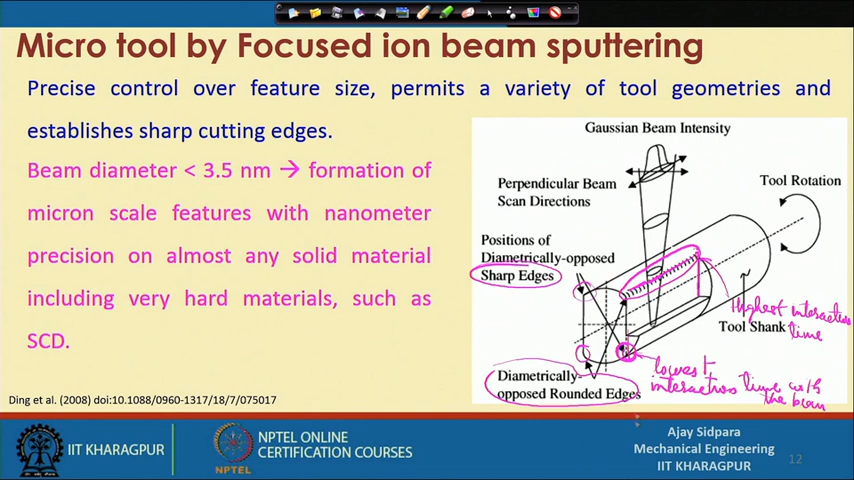 Micro tool by Focused ion beam sputtering
Precise control over feature size, permits a variety of tool geometries and
establishes sharp cutting edges.
Beam diameter < 3.5 nm → formation of
micron scale features with nanometer
precision on almost any solid material
including very hard materials, such as
SCD.
Gaussian Beam Intensity
Perpendicular Beam
Scan Directions
Tool Rotation
Positions of
Diametrically-opposed
Sharp Edges
Highest interaction
time
Tool Shank
lowest
interaction time with
the beam
Diametrically-
opposed Rounded Edges
Ding et al. (2008) doi:10.1088/0960-1317/18/7/075017
IIT KHARAGPUR
NPTEL
NPTEL ONLINE
CERTIFICATION COURSES
Ajay Sidpara
Mechanical Engineering
IIT KHARAGPUR
12